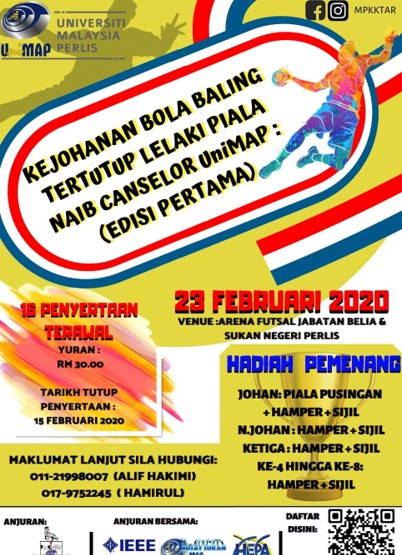 MPKKTAR
UNIVERSITI
MALAYSIA
PERLIS
UniMAP
KEJOHANAN BOLA BALING
TERTUTUP LELAKI PIALA
NAIB CANSELOR UniMAP :
(EDISI PERTAMA)
16 PENYERTAAN
TERAWAL
YURAN :
RM 30.00
TARIKH TUTUP
PENYERTAAN :
15 FEBRUARI 2020
23 FEBRUARI 2020
VENUE :ARENA FUTSAL JABATAN BELIA &
SUKAN NEGERI PERLIS
HADIAH PEMENANG
JOHAN: PIALA PUSINGAN
+ HAMPER + SIJIL
N.JOHAN : HAMPER + SIJIL
KETIGA : HAMPER + SIJIL
KE-4 HINGGA KE-8:
HAMPER + SIJIL
MAKLUMAT LANJUT SILA HUBUNGI:
011-21998007 (ALIF HAKIMI)
017-9752245 ( HAMIRUL)
ANJURAN:
ANJURAN BERSAMA:
IEEE
HEPA
DAFTAR
DISINI: